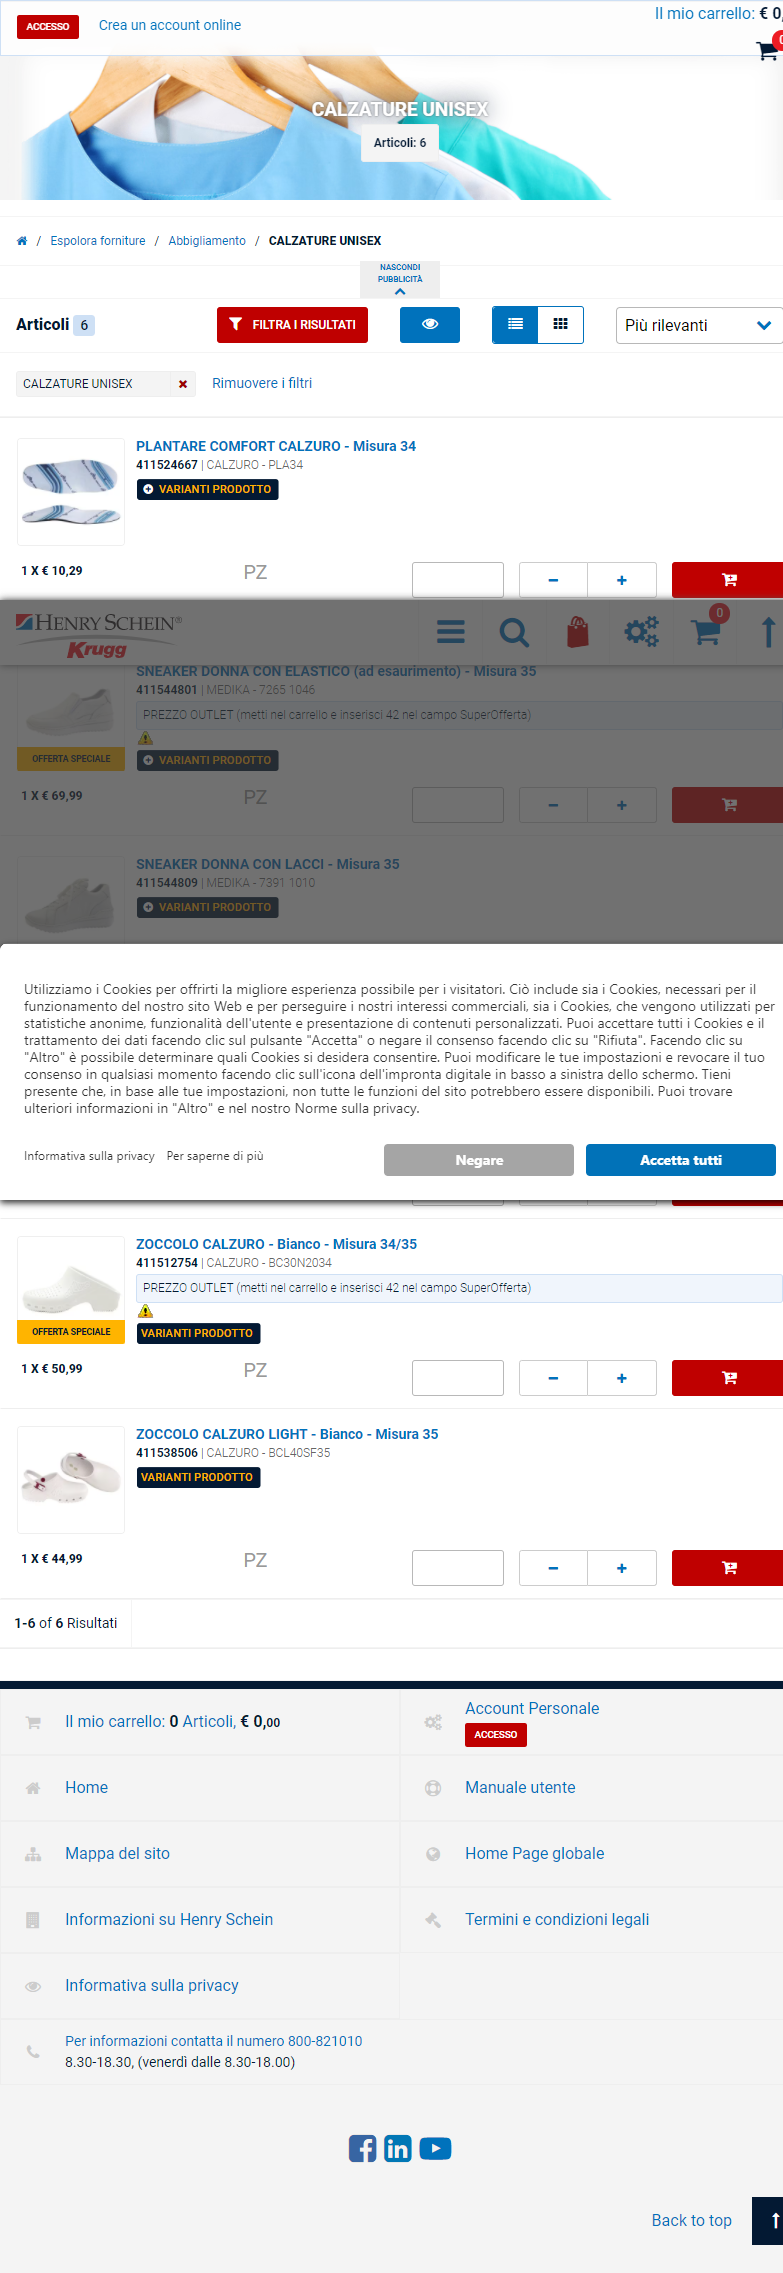 ACCESSO Crea un account online Il mio carrello: € 0,
0
CALZATURE UNISEX
Articoli: 6
/ Espolora forniture / Abbigliamento / CALZATURE UNISEX
NASCONDI
PUBBLICITÀ
Articoli 6 FILTRA I RISULTATI Più rilevanti
CALZATURE UNISEX Rimuovere i filtri
PLANTARE COMFORT CALZURO - Misura 34
411524667 | CALZURO - PLA34
VARIANTI PRODOTTO
1 X € 10,29 PZ
HENRY SCHEIN®
Krugg
0
SNEAKER DONNA CON ELASTICO (ad esaurimento) - Misura 35
411544801 | MEDIKA - 7265 1046
PREZZO OUTLET (metti nel carrello e inserisci 42 nel campo SuperOfferta)
OFFERTA SPECIALE
VARIANTI PRODOTTO
1 X € 69,99 PZ
SNEAKER DONNA CON LACCI - Misura 35
411544809 | MEDIKA - 7391 1010
VARIANTI PRODOTTO
Utilizziamo i Cookies per offrirti la migliore esperienza possibile per i visitatori. Ciò include sia i Cookies, necessari per il
funzionamento del nostro sito Web e per perseguire i nostri interessi commerciali, sia i Cookies, che vengono utilizzati per
statistiche anonime, funzionalità dell'utente e presentazione di contenuti personalizzati. Puoi accettare tutti i Cookies e il
trattamento dei dati facendo clic sul pulsante "Accetta" o negare il consenso facendo clic su "Rifiuta". Facendo clic su
"Altro" è possibile determinare quali Cookies si desidera consentire. Puoi modificare le tue impostazioni e revocare il tuo
consenso in qualsiasi momento facendo clic sull'icona dell'impronta digitale in basso a sinistra dello schermo. Tieni
presente che, in base alle tue impostazioni, non tutte le funzioni del sito potrebbero essere disponibili. Puoi trovare
ulteriori informazioni in "Altro" e nel nostro Norme sulla privacy.
Informativa sulla privacy Per saperne di più Negare Accetta tutti
ZOCCOLO CALZURO - Bianco - Misura 34/35
411512754 | CALZURO - BC30N2034
PREZZO OUTLET (metti nel carrello e inserisci 42 nel campo SuperOfferta)
OFFERTA SPECIALE
VARIANTI PRODOTTO
1 X € 50,99 PZ
ZOCCOLO CALZURO LIGHT - Bianco - Misura 35
411538506 | CALZURO - BCL40SF35
VARIANTI PRODOTTO
1 X € 44,99 PZ
1-6 of 6 Risultati
Il mio carrello: 0 Articoli, € 0,00
Account Personale
ACCESSO
Home
Manuale utente
Mappa del sito
Home Page globale
Informazioni su Henry Schein
Termini e condizioni legali
Informativa sulla privacy
Per informazioni contatta il numero 800-821010
8.30-18.30, (venerdì dalle 8.30-18.00)
Back to top